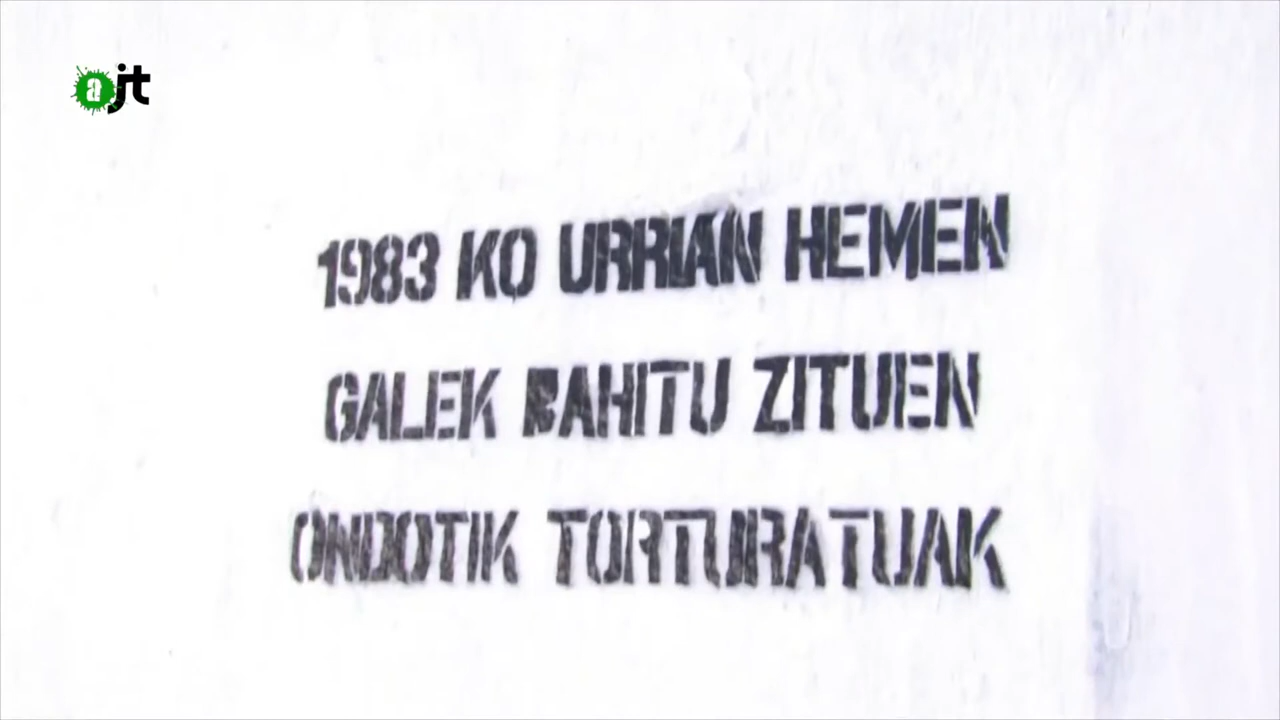 ajt
1983 KO URRIAN HEMEN
GALEK BAHITU ZITUEN
ONDOTIK TORTURATUAK